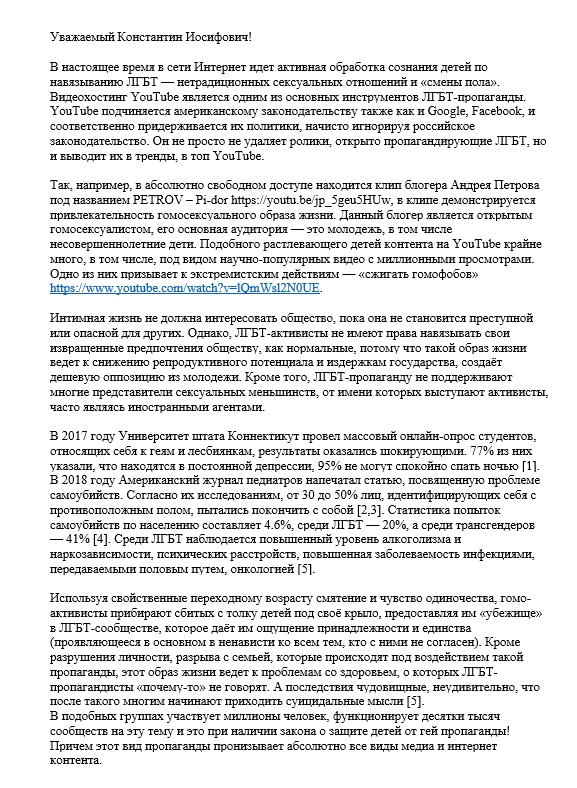 Уважаемый Константин Иосифович!
В настоящее время в сети Интернет идет активная обработка сознания детей по
навязыванию ЛГБТ — нетрадиционных сексуальных отношений и «смены пола».
Видеохостинг YouTube является одним из основных инструментов ЛГБТ-пропаганды.
YouTube подчиняется американскому законодательству также как и Google, Facebook, и
соответственно придерживается их политики, начисто игнорируя российское
законодательство. Он не просто не удаляет ролики, открыто пропагандирующие ЛГБТ, но
и выводит их в тренды, в топ YouTube.
Так, например, в абсолютно свободном доступе находится клип блогера Андрея Петрова
под названием PETROV – Pi-dor https://youtu.be/jp_5geu5HUw, в клипе демонстрируется
привлекательность гомосексуального образа жизни. Данный блогер является открытым
гомосексуалистом, его основная аудитория — это молодежь, в том числе
несовершеннолетние дети. Подобного растлевающего детей контента на YouTube крайне
много, в том числе, под видом научно-популярных видео с миллионными просмотрами.
Одно из них призывает к экстремистским действиям — «сжигать гомофобов»
https://www.youtube.com/watch?v=lQmWsl2N0UE.
Интимная жизнь не должна интересовать общество, пока она не становится преступной
или опасной для других. Однако, ЛГБТ-активисты не имеют права навязывать свои
извращенные предпочтения обществу, как нормальные, потому что такой образ жизни
ведет к снижению репродуктивного потенциала и издержкам государства, создаёт
дешевую оппозицию из молодежи. Кроме того, ЛГБТ-пропаганду не поддерживают
многие представители сексуальных меньшинств, от имени которых выступают активисты,
часто являясь иностранными агентами.
В 2017 году Университет штата Коннектикут провел массовый онлайн-опрос студентов,
относящих себя к геям и лесбиянкам, результаты оказались шокирующими. 77% из них
указали, что находятся в постоянной депрессии, 95% не могут спокойно спать ночью [1].
В 2018 году Американский журнал педиатров напечатал статью, посвященную проблеме
самоубийств. Согласно их исследованиям, от 30 до 50% лиц, идентифицирующих себя с
противоположным полом, пытались покончить с собой [2,3]. Статистика попыток
самоубийств по населению составляет 4.6%, среди ЛГБТ — 20%, а среди трансгендеров
— 41% [4]. Среди ЛГБТ наблюдается повышенный уровень алкоголизма и
наркозависимости, психических расстройств, повышенная заболеваемость инфекциями,
передаваемыми половым путем, онкологией [5].
Используя свойственные переходному возрасту смятение и чувство одиночества, гомо-
активисты прибирают сбитых с толку детей под своё крыло, предоставляя им «убежище»
в ЛГБТ-сообществе, которое даёт им ощущение принадлежности и единства
(проявляющееся в основном в ненависти ко всем тем, кто с ними не согласен). Кроме
разрушения личности, разрыва с семьей, которые происходят под воздействием такой
пропаганды, этот образ жизни ведет к проблемам со здоровьем, о которых ЛГБТ-
пропагандисты «почему-то» не говорят. А последствия чудовищные, неудивительно, что
после такого многим начинают приходить суицидальные мысли [5].
В подобных группах участвует миллионы человек, функционирует десятки тысяч
сообществ на эту тему и это при наличии закона о защите детей от гей пропаганды!
Причем этот вид пропаганды пронизывает абсолютно все виды медиа и интернет
контента.